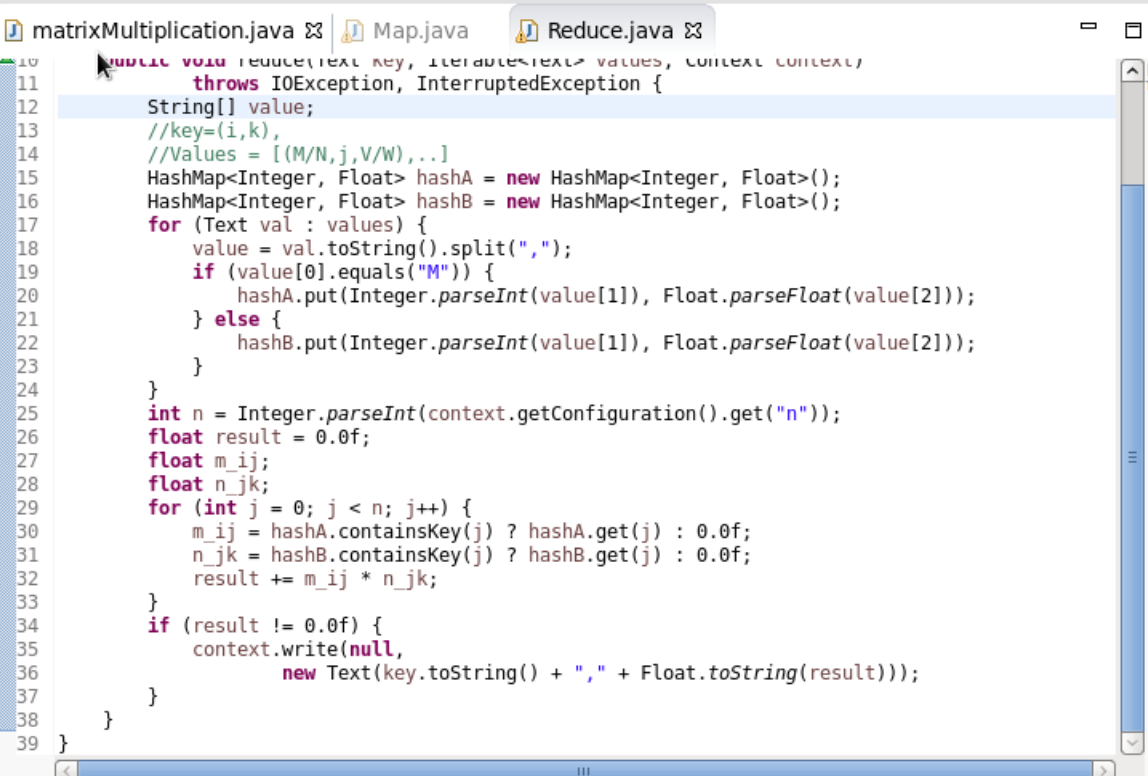 matrixMultiplication.java Map.java Reduce.java
10 public void reduce(Text key, Iterable<Text> values, Context context)
11 throws IOException, InterruptedException {
12 String[] value;
13 //key=(i,k),
14 //Values = [(M/N,j,V/W),..]
15 HashMap<Integer, Float> hashA = new HashMap<Integer, Float>();
16 HashMap<Integer, Float> hashB = new HashMap<Integer, Float>();
17 for (Text val : values) {
18 value = val.toString().split(",");
19 if (value[0].equals("M")) {
20 hashA.put(Integer.parseInt(value[1]), Float.parseFloat(value[2]));
21 } else {
22 hashB.put(Integer.parseInt(value[1]), Float.parseFloat(value[2]));
23 }
24 }
25 int n = Integer.parseInt(context.getConfiguration().get("n"));
26 float result = 0.0f;
27 float m_ij;
28 float n_jk;
29 for (int j = 0; j < n; j++) {
30 m_ij = hashA.containsKey(j) ? hashA.get(j) : 0.0f;
31 n_jk = hashB.containsKey(j) ? hashB.get(j) : 0.0f;
32 result += m_ij * n_jk;
33 }
34 if (result != 0.0f) {
35 context.write(null,
36 new Text(key.toString() + "," + Float.toString(result)));
37 }
38 }
39 }